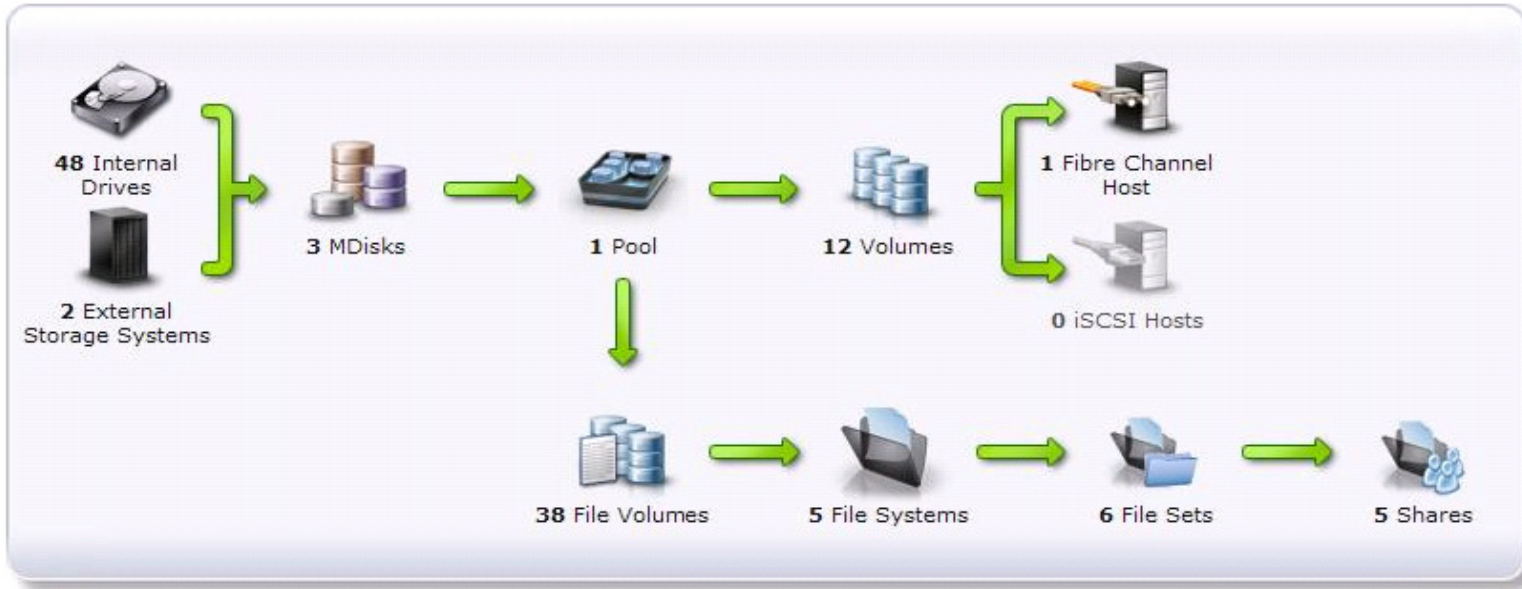 48 Internal
Drives
2 External
Storage Systems
3 MDisks
1 Pool
12 Volumes
1 Fibre Channel
Host
0 iSCSI Hosts
38 File Volumes
5 File Systems
6 File Sets
5 Shares